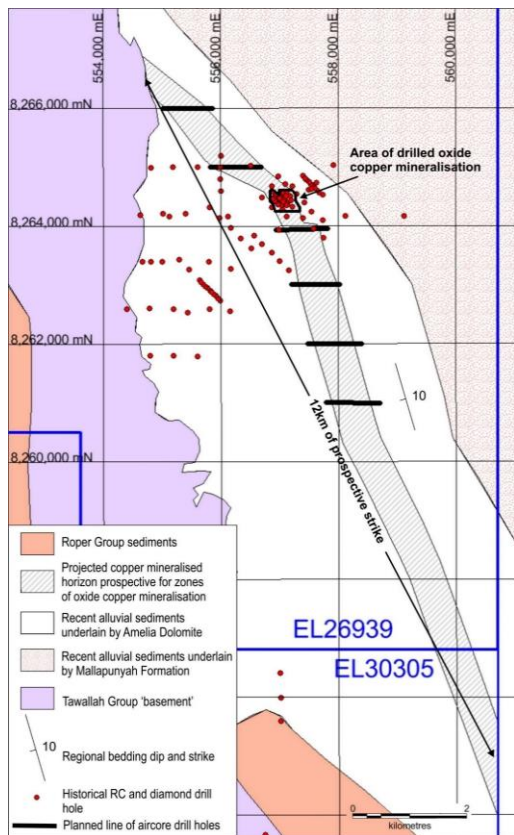 554,000 mE
556,000 mE
558,000 mE
560,000 mE
8,266,000 mN
Area of drilled oxide
copper mineralisation
8,264,000 mN
8,262,000 mN
10
12km of prospective strike
8,260,000 mN
EL26939
EL30305
Roper Group sediments
Projected copper mineralised
horizon prospective for zones
of oxide copper mineralisation
Recent alluvial sediments
underlain by Amelia Dolomite
Recent alluvial sediments underlain
by Mallapunyah Formation
Tawallah Group 'basement'
10
Regional bedding dip and strike
Historical RC and diamond drill
hole
Planned line of aircore drill holes
0 2
kilometres